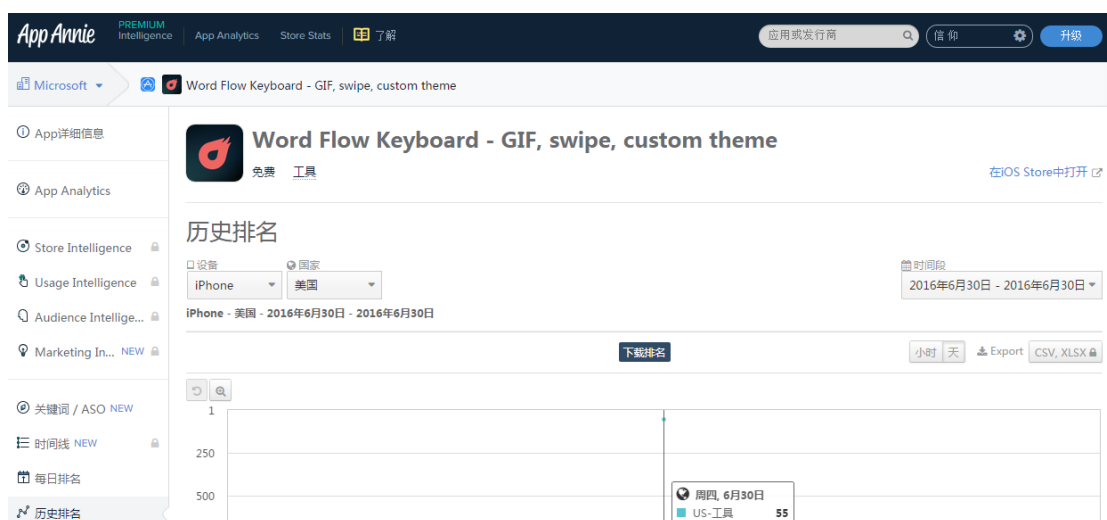 App Annie PREMIUM Intelligence App Analytics Store Stats 了解 应用或发行商 信仰 升级
Microsoft Word Flow Keyboard - GIF, swipe, custom theme
App详细信息
App Analytics
Store Intelligence
Usage Intelligence
Audience Intellige...
Marketing In... NEW
关键词 / ASO NEW
时间线 NEW
每日排名
历史排名
Word Flow Keyboard - GIF, swipe, custom theme
免费 工具
在iOS Store中打开
历史排名
设备 国家 时间段
iPhone 美国 2016年6月30日 - 2016年6月30日
iPhone - 美国 - 2016年6月30日 - 2016年6月30日
下载排名 小时 天 Export CSV, XLSX
1
250
500
周四, 6月30日
US-工具 55